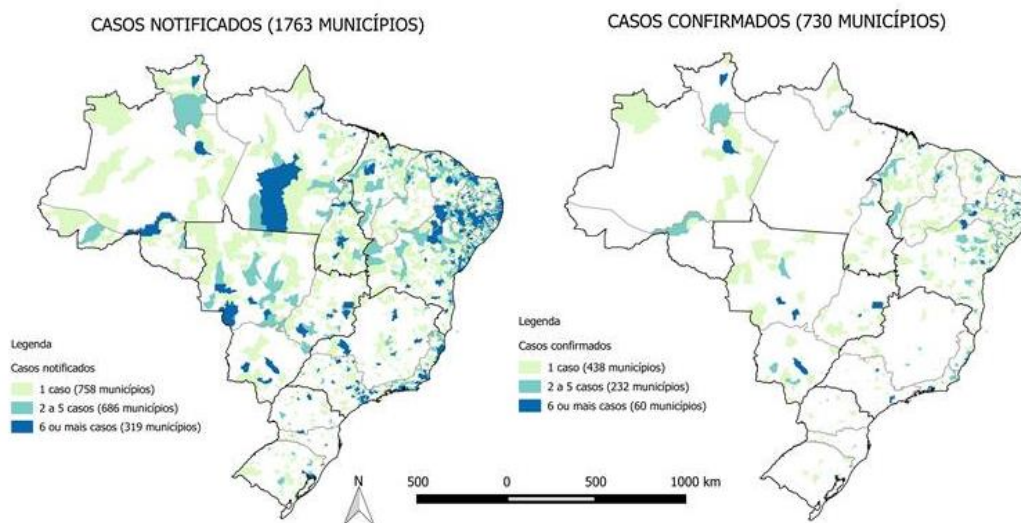 CASOS NOTIFICADOS (1763 MUNICÍPIOS)
CASOS CONFIRMADOS (730 MUNICÍPIOS)
Legenda
Casos notificados
1 caso (758 municípios)
2 a 5 casos (686 municípios)
6 ou mais casos (319 municípios)
Legenda
Casos confirmados
1 caso (438 municípios)
2 a 5 casos (232 municípios)
6 ou mais casos (60 municípios)
N
500 0 500 1000 km